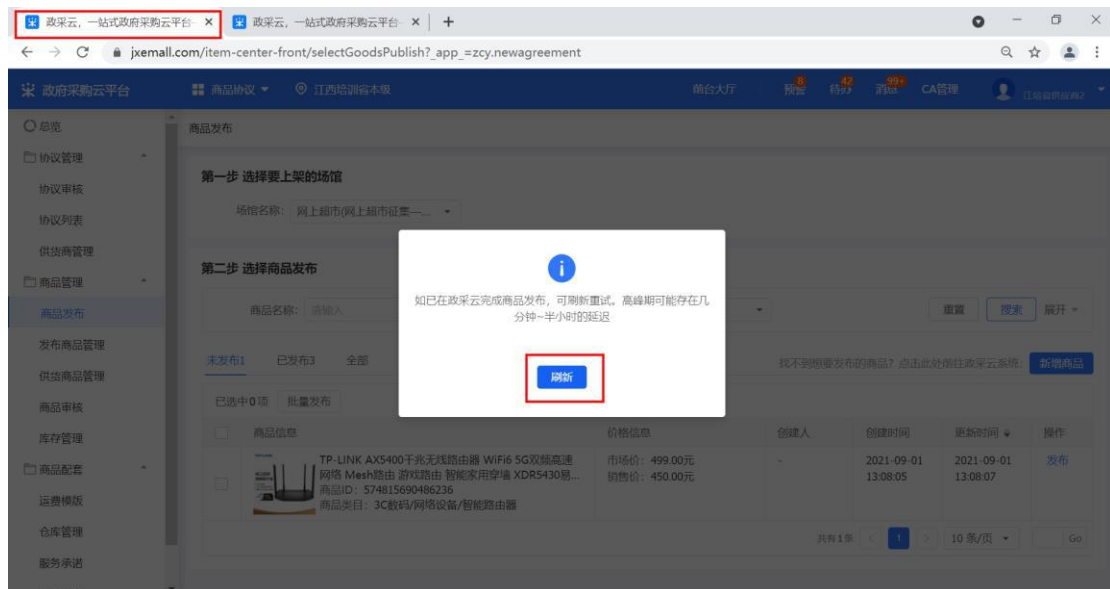 政采云，一站式政府采购云平台
政采云，一站式政府采购云平台
jxemall.com/item-center-front/selectGoodsPublish?_app_=zcy.newagreement
政府采购云平台
商品协议
江西培训省本级
前台大厅
预警
8
待办
42
消息
99+
CA管理
总览
商品发布
协议管理
协议审核
协议列表
供货商管理
商品管理
商品发布
发布商品管理
供货商品管理
商品审核
库存管理
商品配套
运费模版
仓库管理
服务承诺
第一步 选择要上架的场馆
场馆名称： 网上超市(网上超市征集—...
第二步 选择商品发布
商品名称： 请输入
重置
搜索
展开
如已在政采云完成商品发布，可刷新重试。高峰期可能存在几
分钟~半小时的延迟
刷新
未发布1
已发布3
全部
找不到想要发布的商品？点击此处前往政采云系统.
新增商品
已选中0项
批量发布
商品信息
价格信息
创建人
创建时间
更新时间
操作
TP-LINK AX5400千兆无线路由器 WiFi6 5G双频高速
网络 Mesh路由 游戏路由 智能家用穿墙 XDR5430易...
商品ID： 574815690486236
商品类目： 3C数码/网络设备/智能路由器
市场价： 499.00元
销售价： 450.00元
-
2021-09-01
13:08:05
2021-09-01
13:08:07
发布
共有1条
1
10 条/页
Go